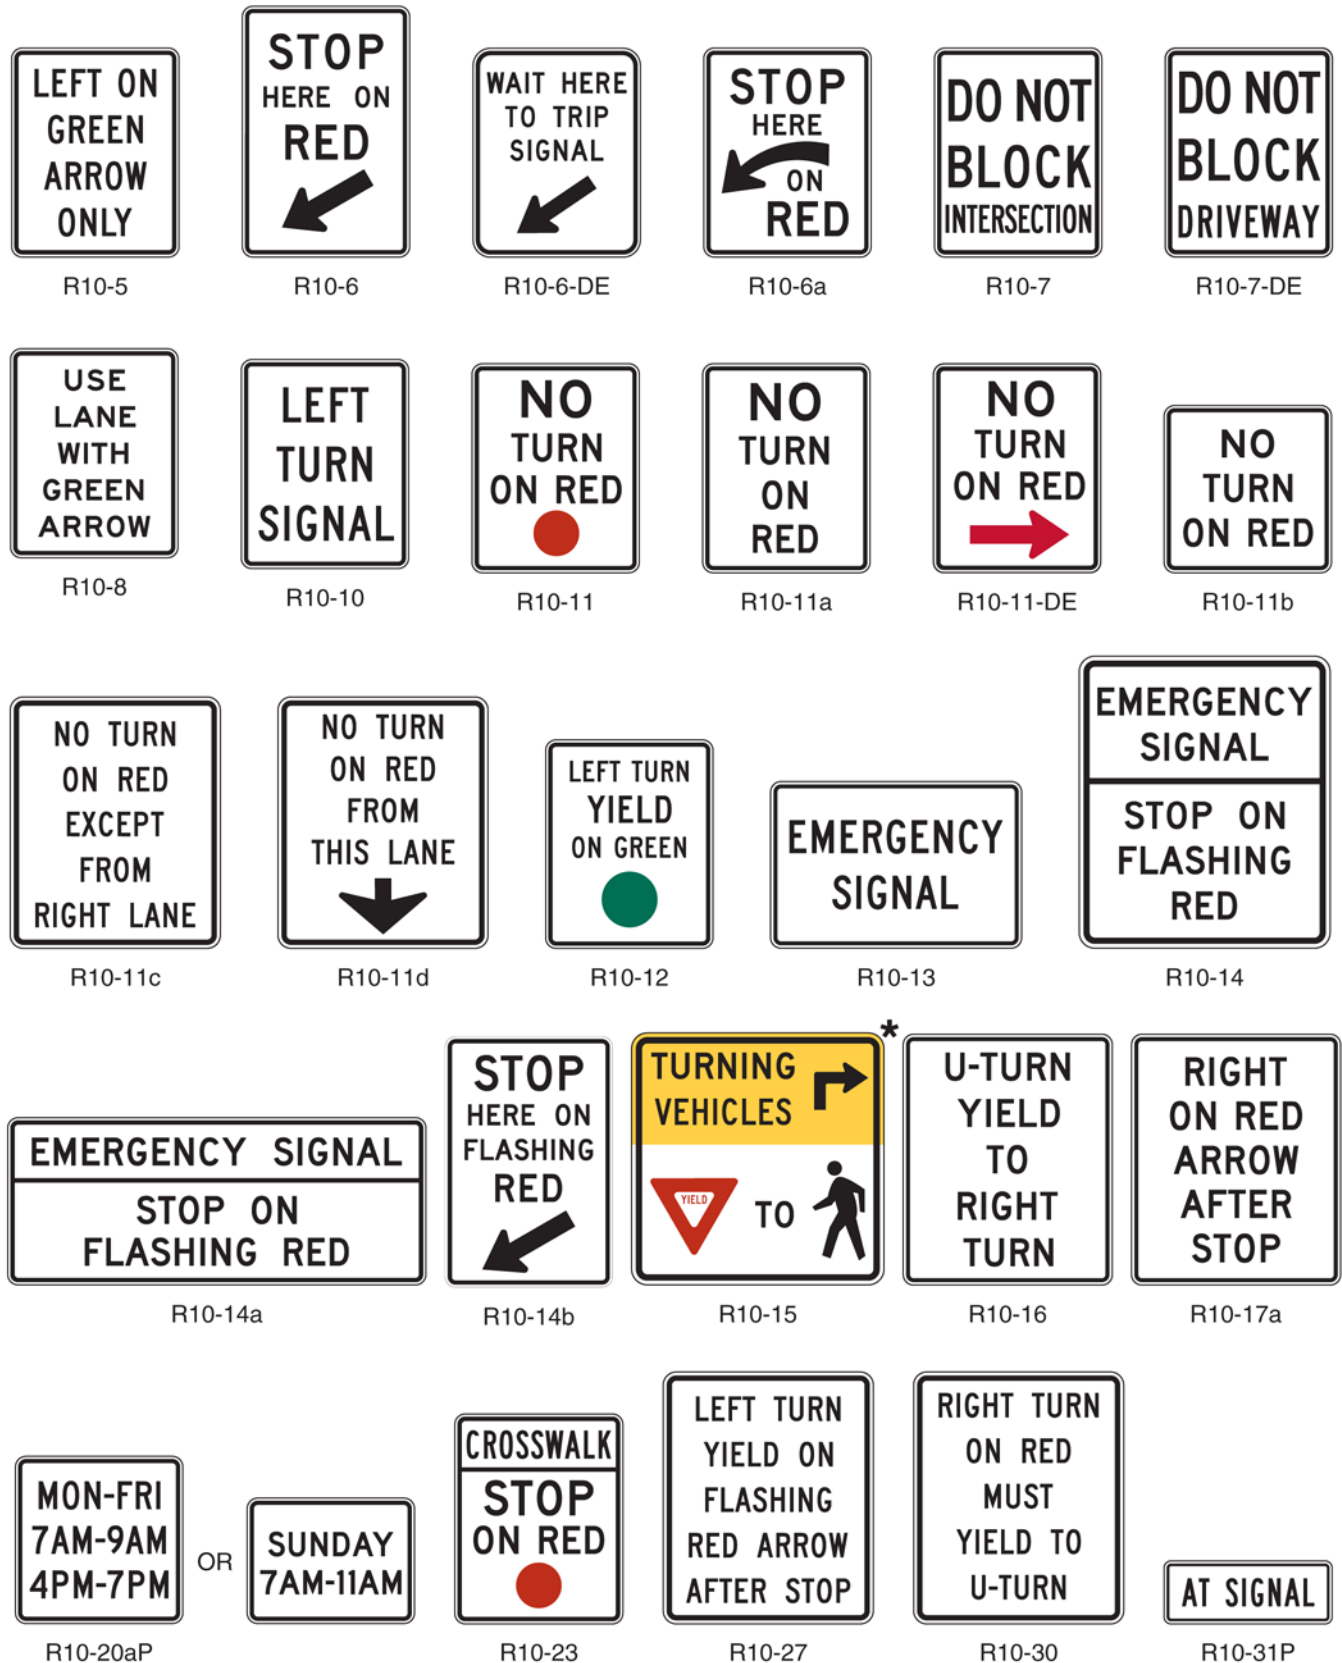 LEFT ON
GREEN
ARROW
ONLY
R10-5
STOP
HERE ON
RED
R10-6
WAIT HERE
TO TRIP
SIGNAL
R10-6-DE
STOP
HERE
ON
RED
R10-6a
DO NOT
BLOCK
INTERSECTION
R10-7
DO NOT
BLOCK
DRIVEWAY
R10-7-DE
USE
LANE
WITH
GREEN
ARROW
R10-8
LEFT
TURN
SIGNAL
R10-10
NO
TURN
ON RED
R10-11
NO
TURN
ON
RED
R10-11a
NO
TURN
ON RED
R10-11-DE
NO
TURN
ON RED
R10-11b
NO TURN
ON RED
EXCEPT
FROM
RIGHT LANE
R10-11c
NO TURN
ON RED
FROM
THIS LANE
R10-11d
LEFT TURN
YIELD
ON GREEN
R10-12
EMERGENCY
SIGNAL
R10-13
EMERGENCY
SIGNAL
STOP ON
FLASHING
RED
R10-14
EMERGENCY SIGNAL
STOP ON
FLASHING RED
R10-14a
STOP
HERE ON
FLASHING
RED
R10-14b
*
TURNING
VEHICLES
YIELD
TO
R10-15
U-TURN
YIELD
TO
RIGHT
TURN
R10-16
RIGHT
ON RED
ARROW
AFTER
STOP
R10-17a
MON-FRI
7AM-9AM
4PM-7PM
OR
SUNDAY
7AM-11AM
R10-20aP
CROSSWALK
STOP
ON RED
R10-23
LEFT TURN
YIELD ON
FLASHING
RED ARROW
AFTER STOP
R10-27
RIGHT TURN
ON RED
MUST
YIELD TO
U-TURN
R10-30
AT SIGNAL
R10-31P